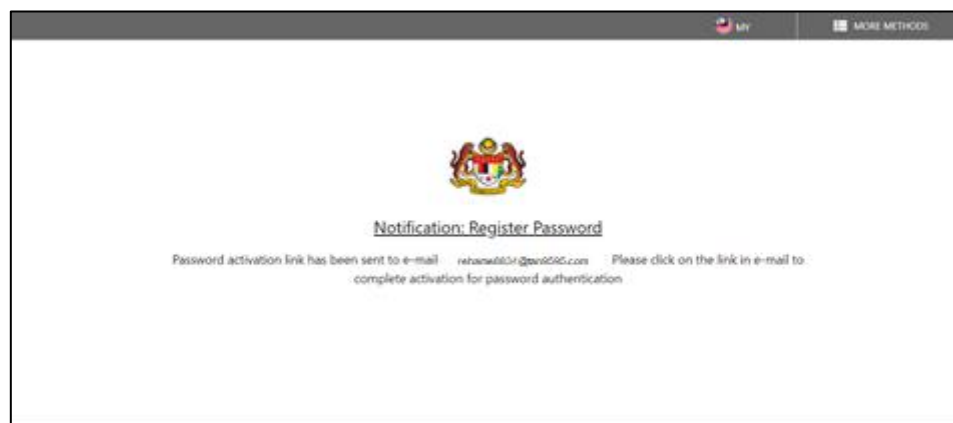 MY
MORE METHODS
Notification: Register Password
Password activation link has been sent to e-mail Please click on the link in e-mail to
complete activation for password authentication